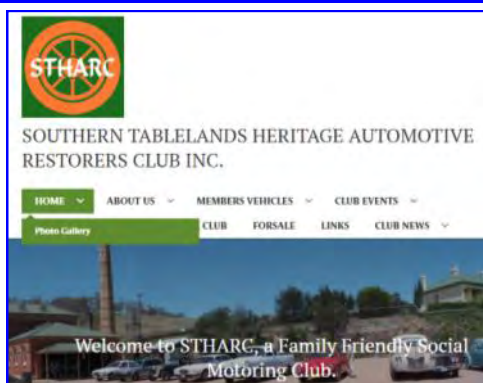 STHARC
SOUTHERN TABLELANDS HERITAGE AUTOMOTIVE
RESTORERS CLUB INC.
HOME ABOUT US MEMBERS VEHICLES CLUB EVENTS
Photo Gallery CLUB FORSALE LINKS CLUB NEWS
Welcome to STHARC, a Family Friendly Social
Motoring Club.